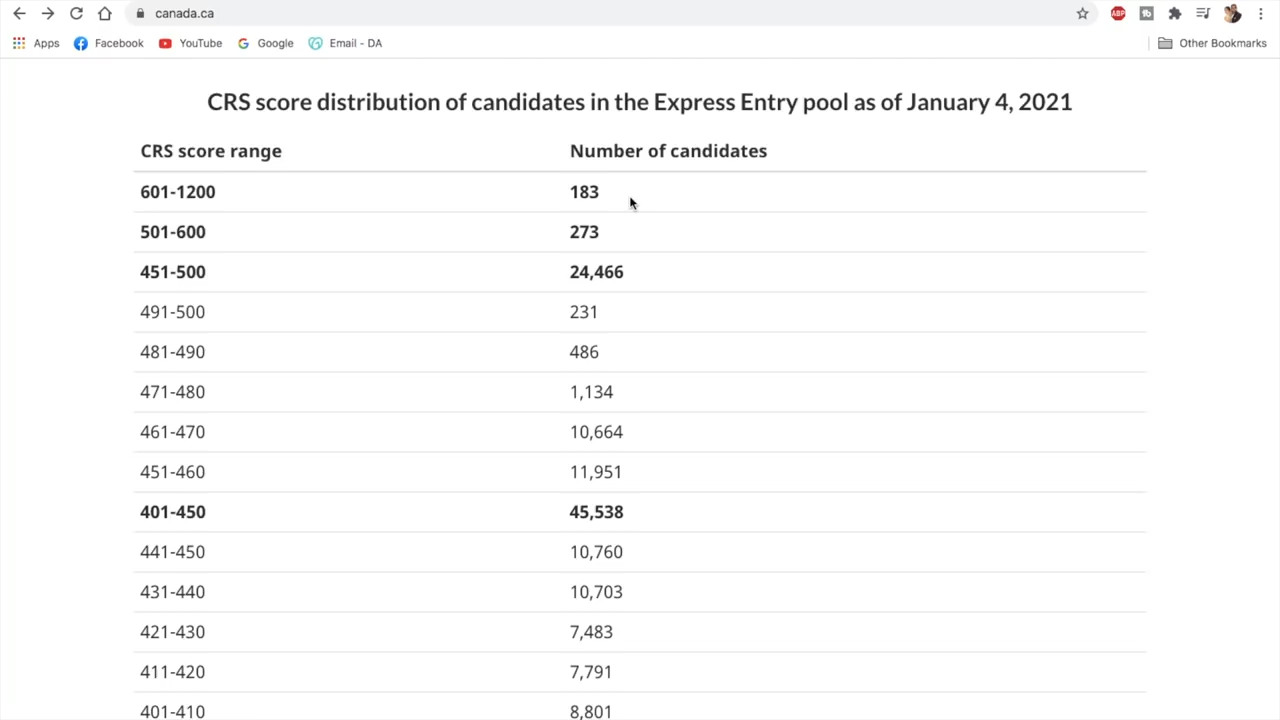 canada.ca
ABP
Apps Facebook YouTube Google Email - DA Other Bookmarks
CRS score distribution of candidates in the Express Entry pool as of January 4, 2021
CRS score range Number of candidates
601-1200 183
501-600 273
451-500 24,466
491-500 231
481-490 486
471-480 1,134
461-470 10,664
451-460 11,951
401-450 45,538
441-450 10,760
431-440 10,703
421-430 7,483
411-420 7,791
401-410 8,801